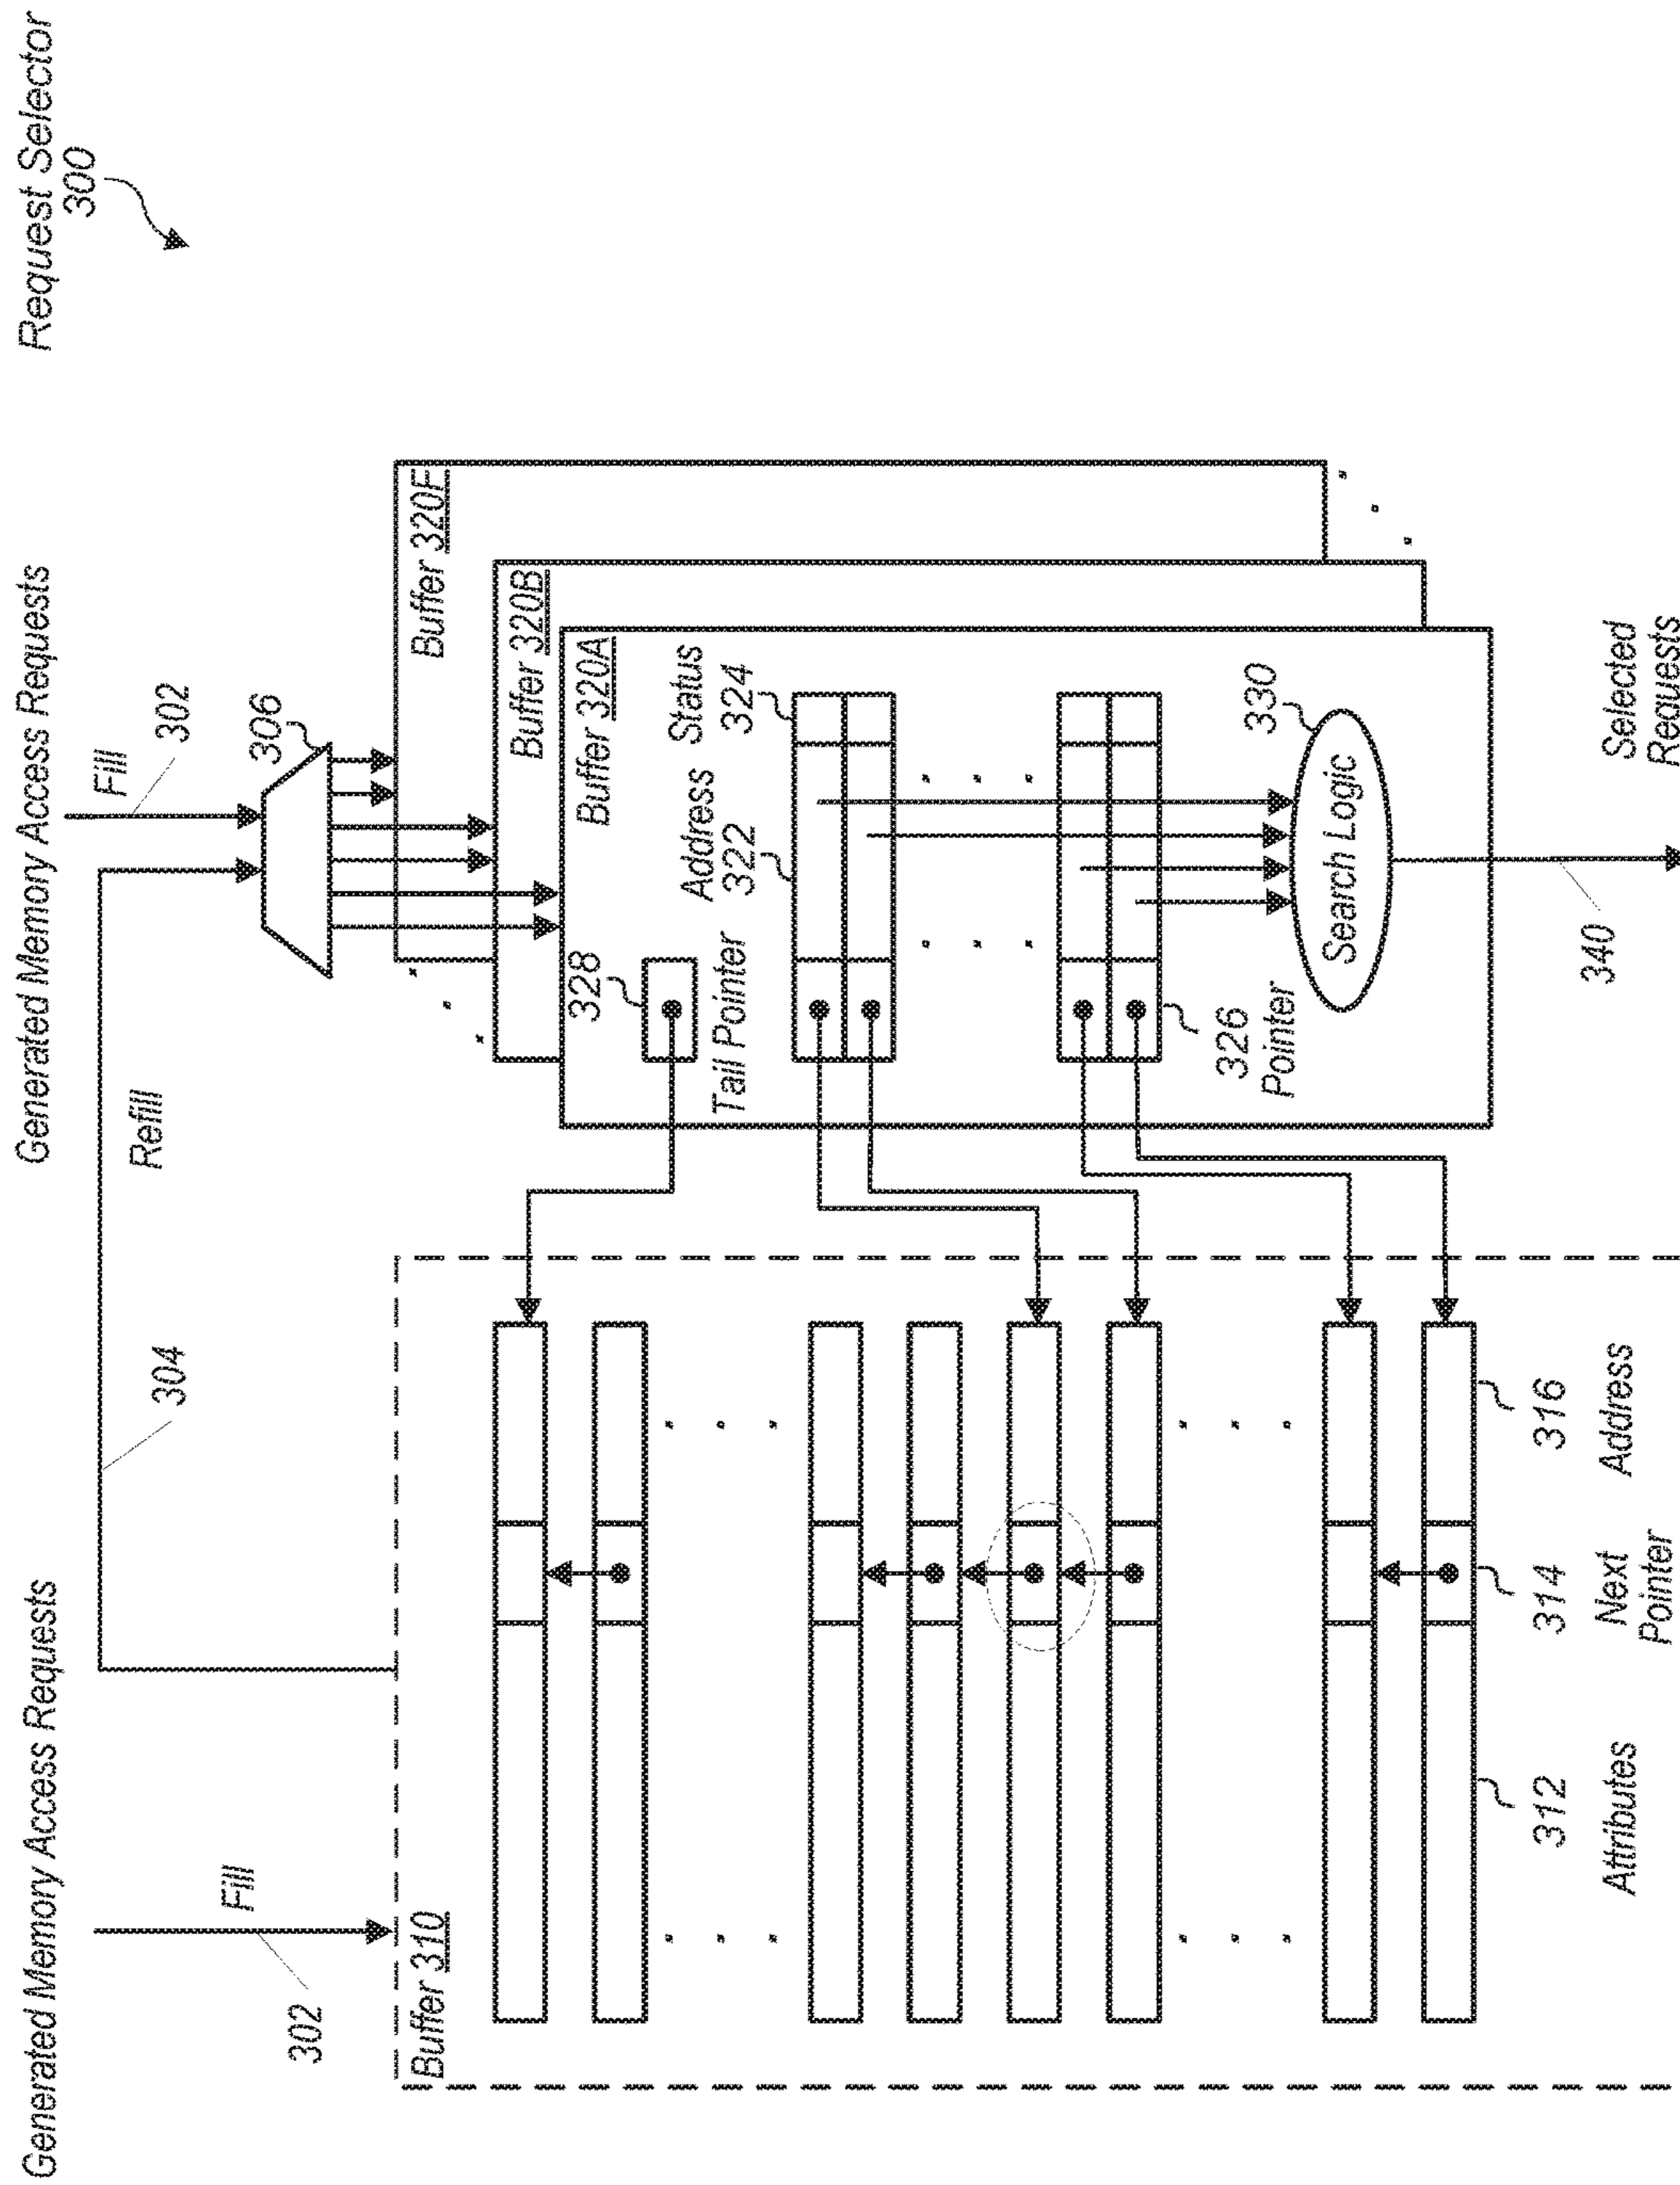 Generated Memory Access Requests
Generated Memory Access Requests
Request Selector
300
Fill
302
Refill
304
Fill
302
306
Buffer 310
Buffer 320F
Buffer 320B
Buffer 320A
328
Tail Pointer
Address
322
Status
324
326
Pointer
330
Search Logic
312
Attributes
314
Next
Pointer
316
Address
340
Selected
Requests